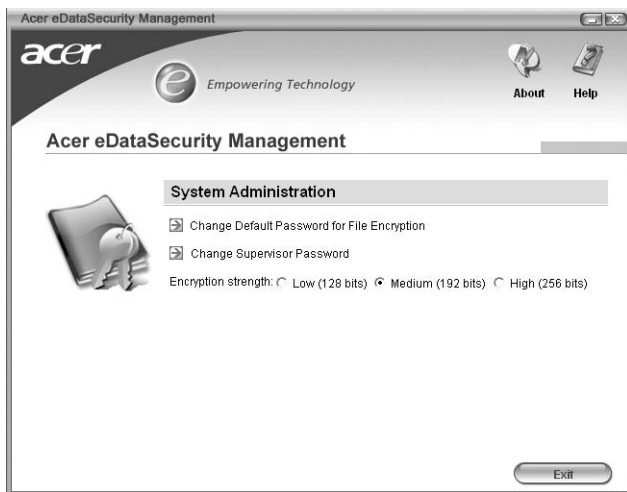 Acer eDataSecurity Management
acer
e Empowering Technology
About Help
Acer eDataSecurity Management
System Administration
Change Default Password for File Encryption
Change Supervisor Password
Encryption strength: Low (128 bits) Medium (192 bits) High (256 bits)
Exit